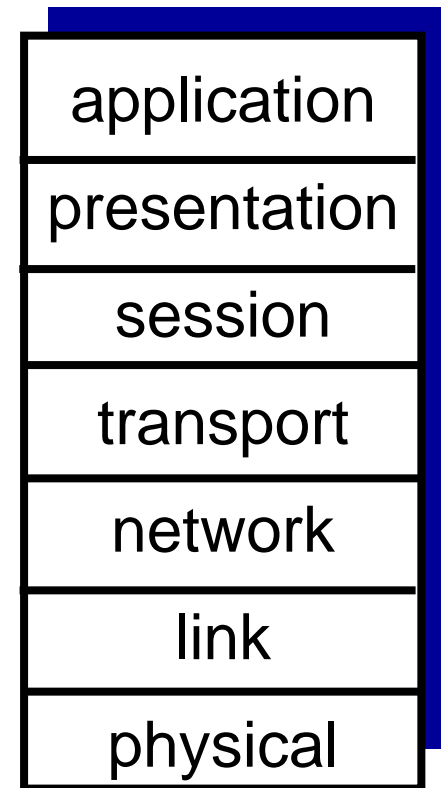 application
presentation
session
transport
network
link
physical